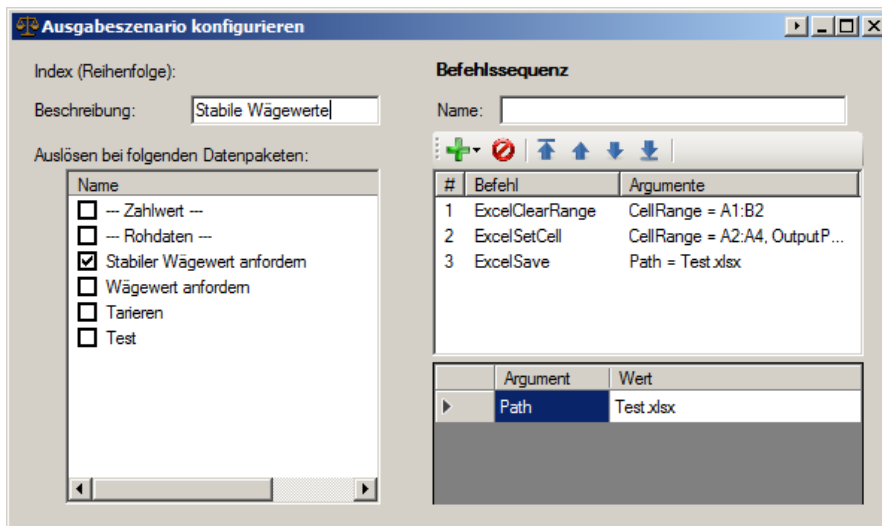 Ausgabeszenario konfigurieren
Index (Reihenfolge):
Beschreibung: Stabile Wägewerte
Auslösen bei folgenden Datenpaketen:
Name
--- Zahlwert ---
--- Rohdaten ---
Stabiler Wägewert anfordern
Wägewert anfordern
Tarieren
Test
Befehlssequenz
Name:
# Befehl Argumente
1 ExcelClearRange CellRange = A1:B2
2 ExcelSetCell CellRange = A2:A4, OutputP...
3 ExcelSave Path = Test.xlsx
Argument Wert
Path Test.xlsx